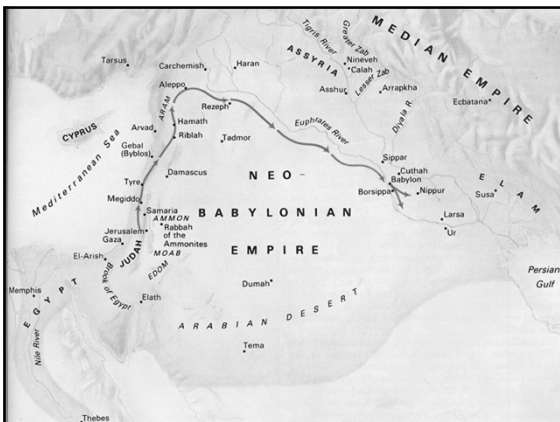 Tarsus
Carchemish
Haran
Aleppo
Tigris River
Greater Zab
MEDIAN EMPIRE
ASSYRIA
Nineveh
Calah
Lesser Zab
Asshur
Arrapkha
Ecbatana
Diyala R.
ARAM
Rezeph
Euphrates River
CYPRUS
Mediterranean Sea
Arvad
Hamath
Riblah
Gebal
(Byblos)
Tadmor
Sippar
Cuthah
Babylon
Borsippa
Nippur
Susa
ELAM
Tyre
Damascus
NEO -
BABYLONIAN
EMPIRE
Megiddo
Samaria
AMMON
Jerusalem
Rabbah
of the
Ammonites
Gaza
JUDAH
MOAB
Larsa
Ur
El-Arish
EDOM
Brook of Egypt
Persian
Gulf
Memphis
EGYPT
Elath
Dumah
ARABIAN DESERT
Nile River
Tema
Thebes